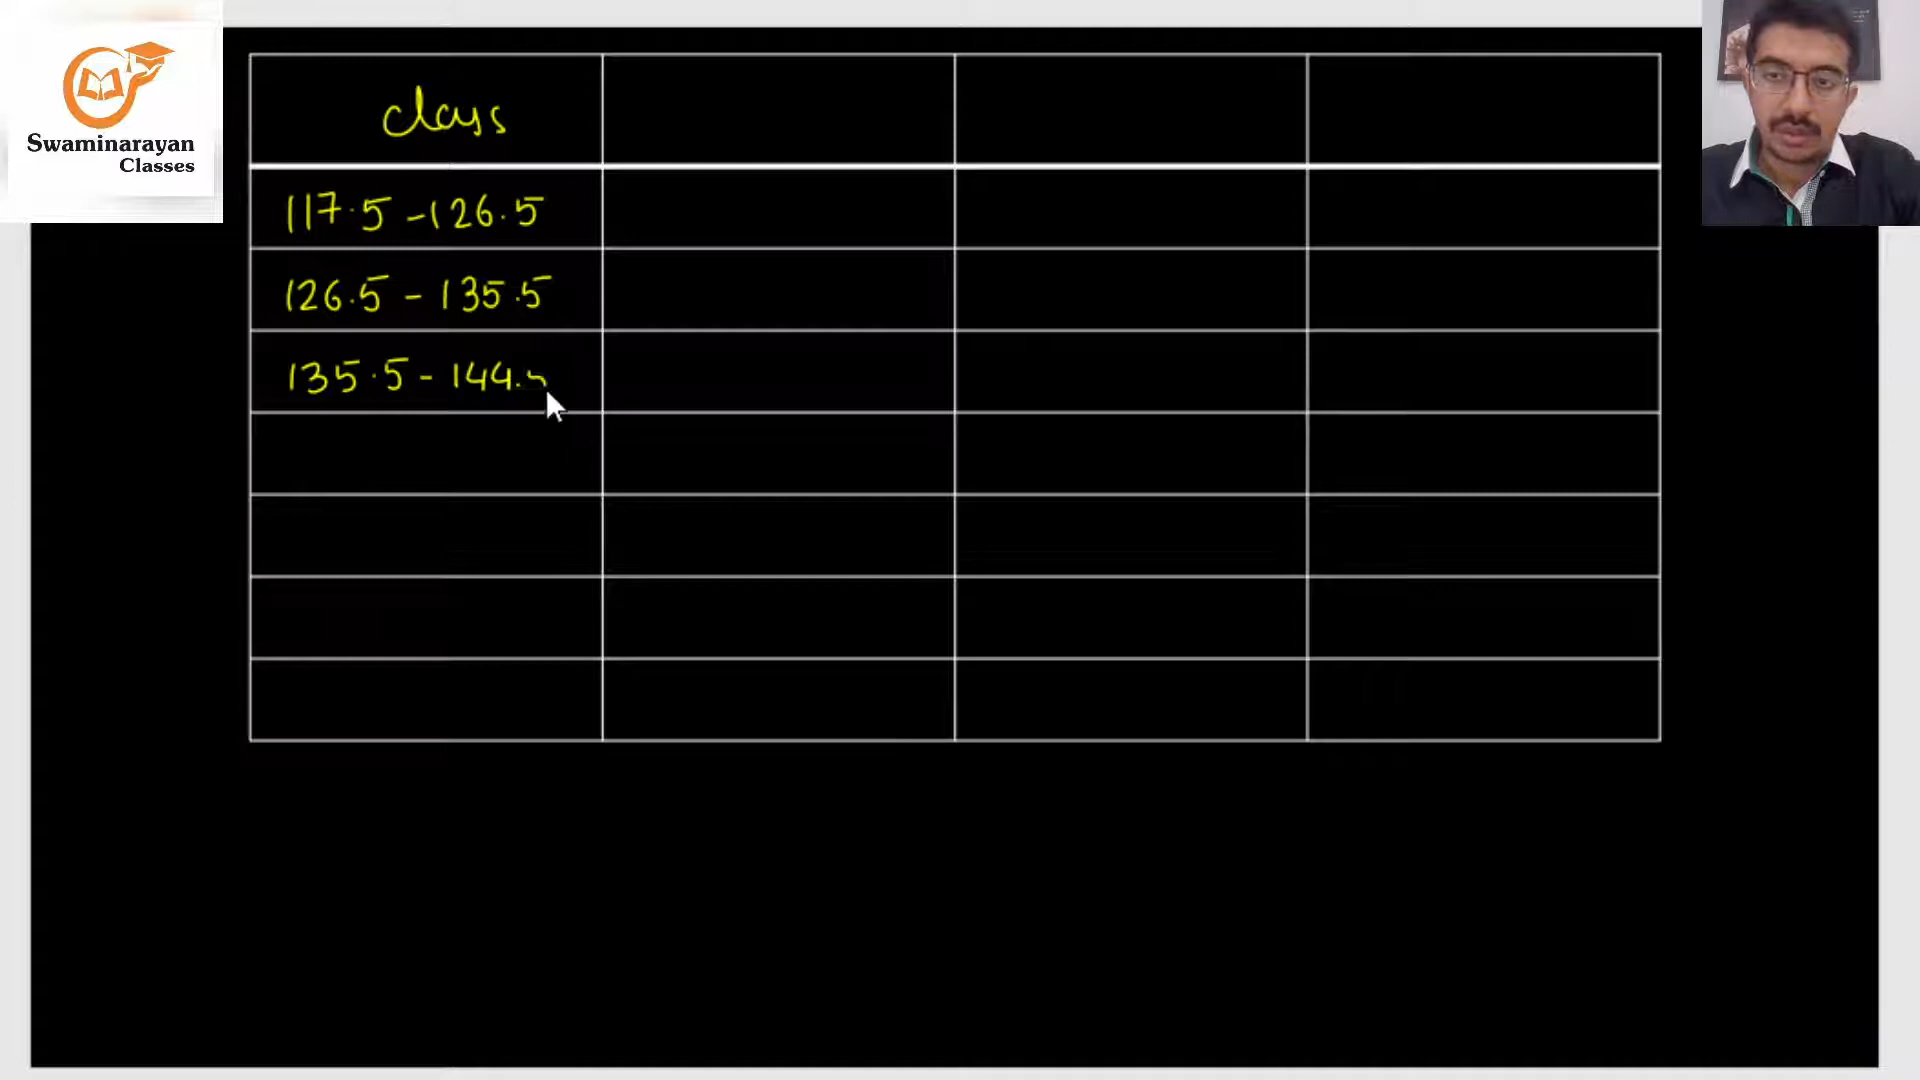 Swaminarayan
Classes
class
117.5 - 126.5
126.5 - 135.5
135.5 - 144.5